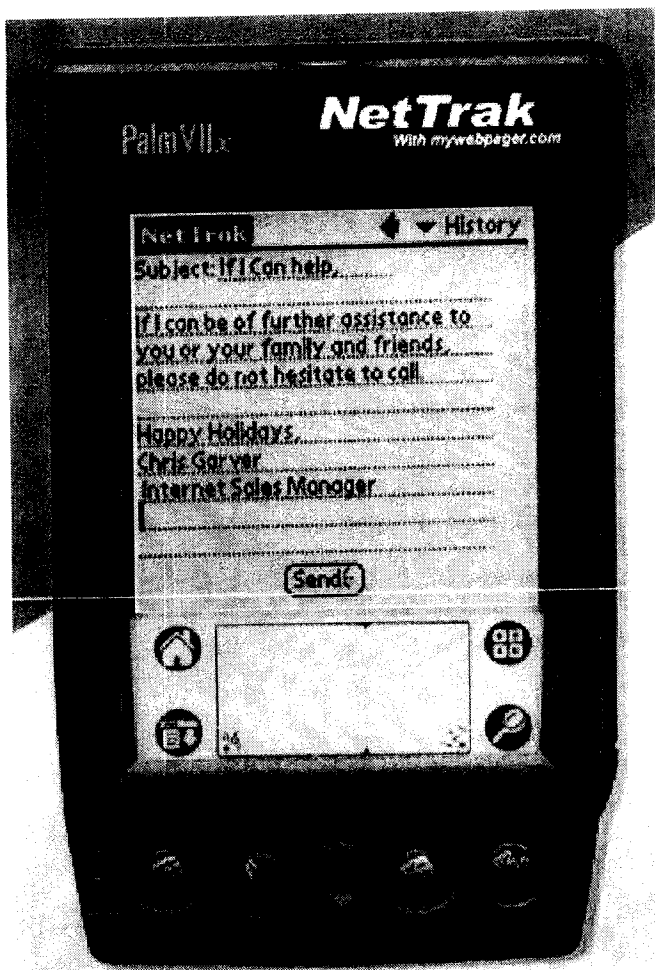 NetTrak
PalmVIIx
With mywebpager.com
NetTrak
History
Subject: If I Can help,
If I can be of further assistance to
you or your family and friends,
please do not hesitate to call.
Happy Holidays,
Chris Garver
Internet Sales Manager
Send